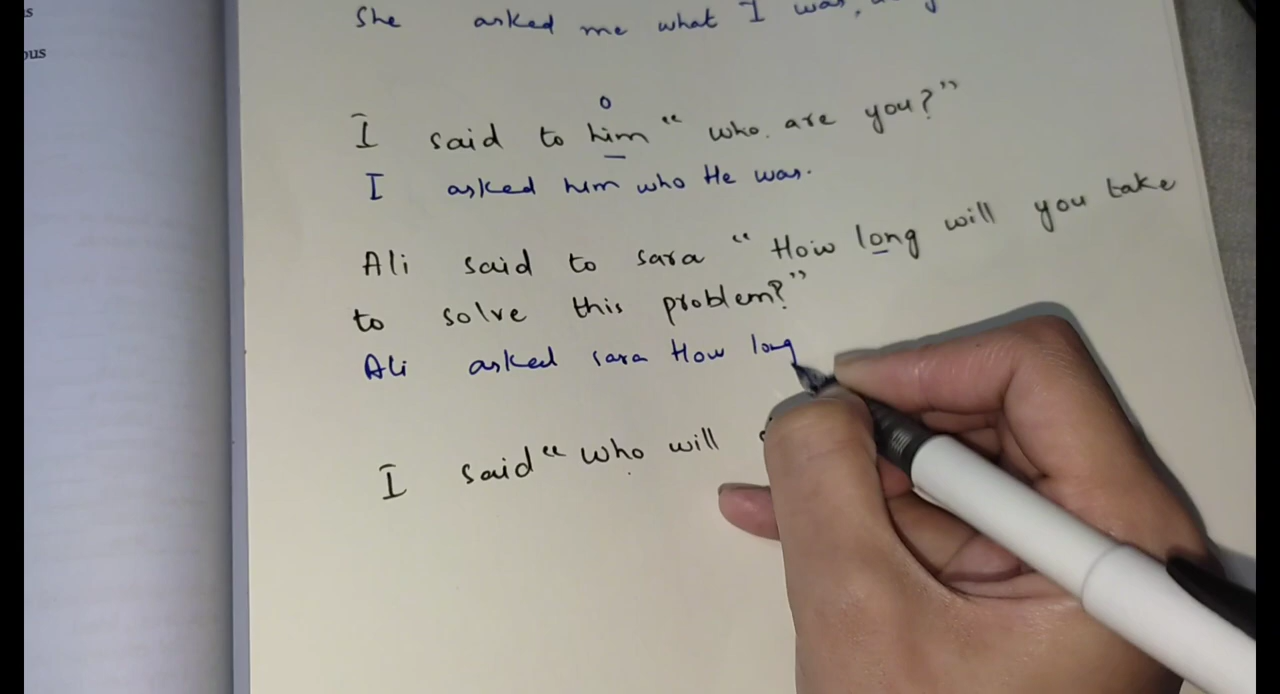 She asked me what I was
I said to him “ who are you?”
o
I asked him who He was.
Ali said to sara “ How long will you take
to solve this problem?”
Ali asked sara How long
I said “ who will